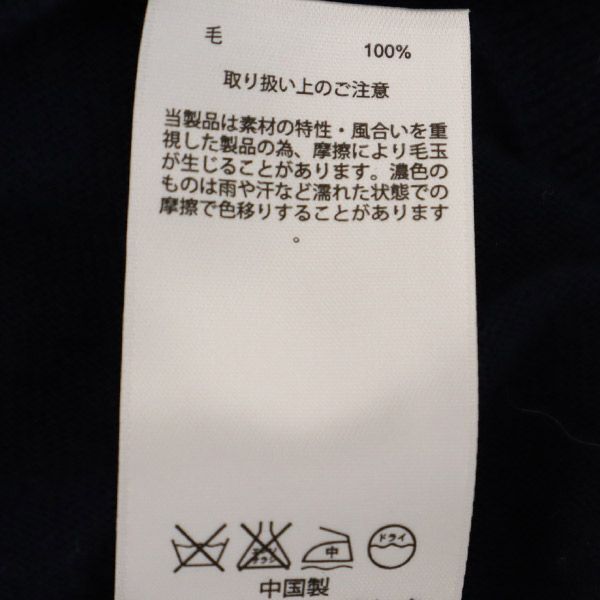 毛 100%
取り扱い上のご注意
当製品は素材の特性・風合いを重
視した製品の為、摩擦により毛玉
が生じることがあります。濃色の
ものは雨や汗など濡れた状態での
摩擦で色移りすることがあります
。
中 ドライ
中国製